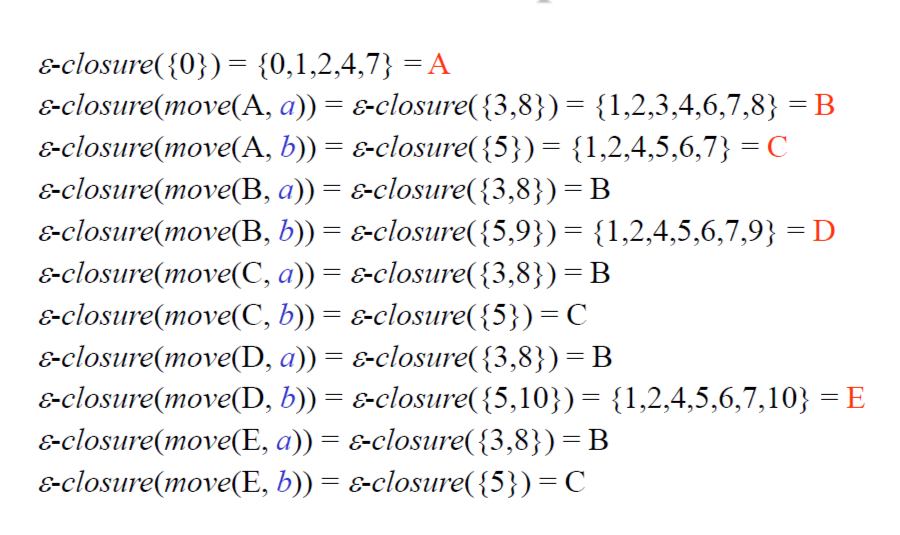 ε-closure({0}) = {0,1,2,4,7} = A
ε-closure(move(A, a)) = ε-closure({3,8}) = {1,2,3,4,6,7,8} = B
ε-closure(move(A, b)) = ε-closure({5}) = {1,2,4,5,6,7} = C
ε-closure(move(B, a)) = ε-closure({3,8}) = B
ε-closure(move(B, b)) = ε-closure({5,9}) = {1,2,4,5,6,7,9} = D
ε-closure(move(C, a)) = ε-closure({3,8}) = B
ε-closure(move(C, b)) = ε-closure({5}) = C
ε-closure(move(D, a)) = ε-closure({3,8}) = B
ε-closure(move(D, b)) = ε-closure({5,10}) = {1,2,4,5,6,7,10} = E
ε-closure(move(E, a)) = ε-closure({3,8}) = B
ε-closure(move(E, b)) = ε-closure({5}) = C